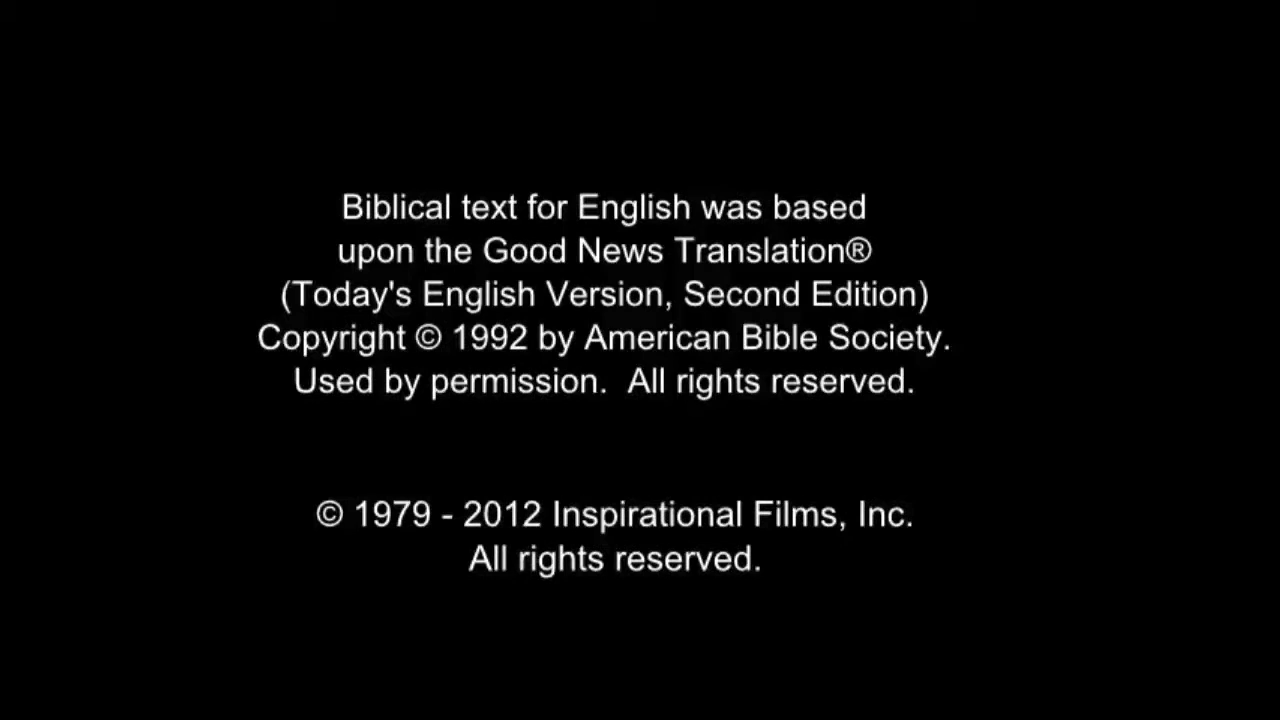 Biblical text for English was based
upon the Good News Translation®
(Today's English Version, Second Edition)
Copyright © 1992 by American Bible Society.
Used by permission.  All rights reserved.
© 1979 - 2012 Inspirational Films, Inc.
All rights reserved.